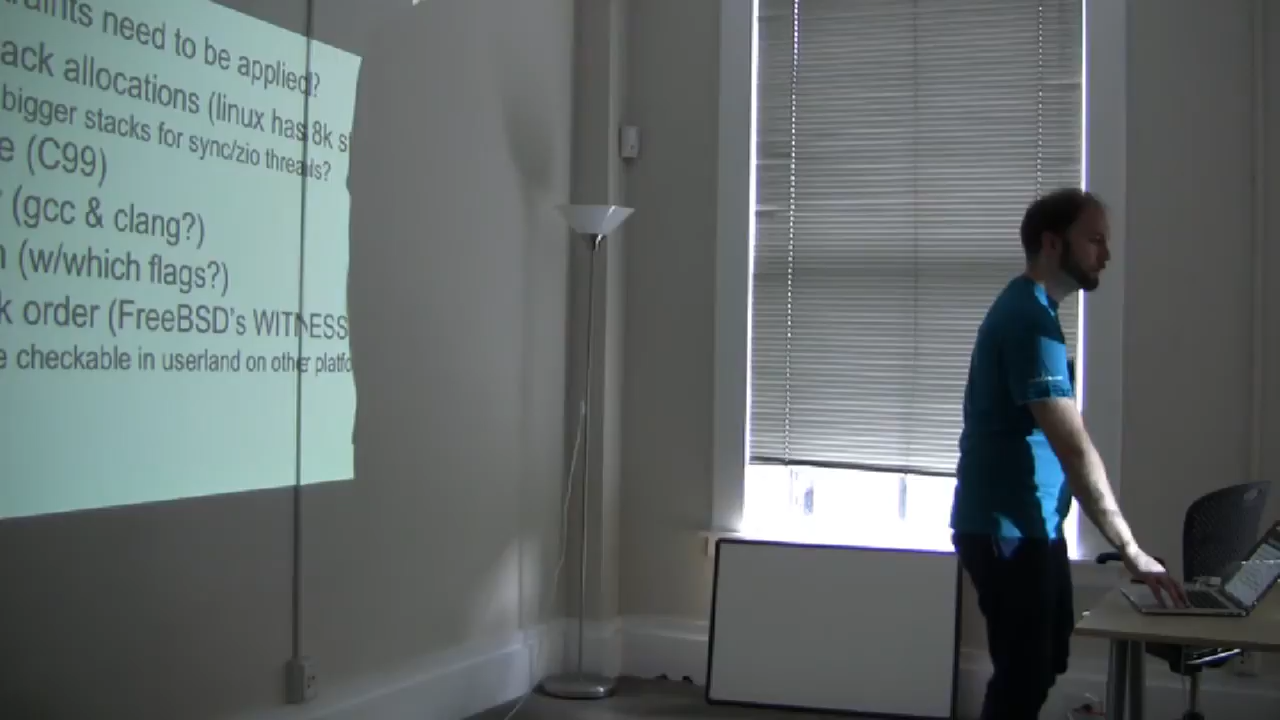 raints need to be applied?
ack allocations (linux has 8k s
bigger stacks for sync/zio threads?
e (C99)
(gcc & clang?)
n (w/which flags?)
k order (FreeBSD's WITNESS
e checkable in userland on other platfo